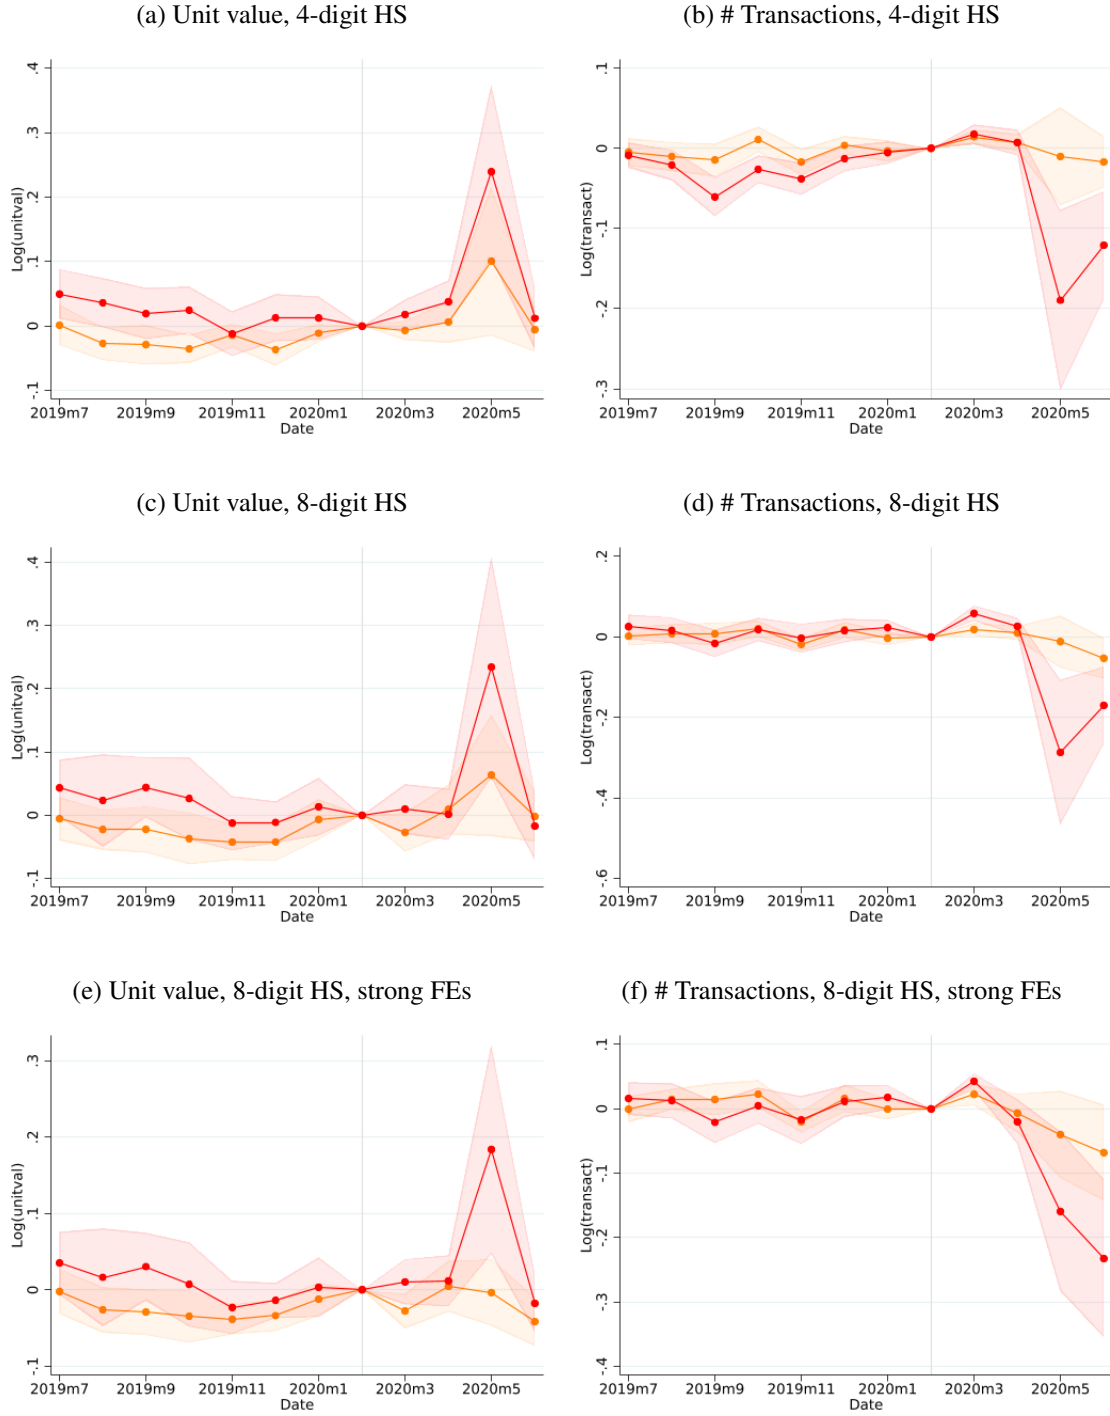 (a) Unit value, 4-digit HS
(b) # Transactions, 4-digit HS
Log(unitval)
.4
.3
.2
.1
0
-.1
2019m7 2019m9 2019m11 2020m1 2020m3 2020m5
Date
Log(transact)
.1
0
-.1
-.2
-.3
2019m7 2019m9 2019m11 2020m1 2020m3 2020m5
Date
(c) Unit value, 8-digit HS
(d) # Transactions, 8-digit HS
Log(unitval)
.4
.3
.2
.1
0
-.1
2019m7 2019m9 2019m11 2020m1 2020m3 2020m5
Date
Log(transact)
.2
0
-.2
-.4
-.6
2019m7 2019m9 2019m11 2020m1 2020m3 2020m5
Date
(e) Unit value, 8-digit HS, strong FEs
(f) # Transactions, 8-digit HS, strong FEs
Log(unitval)
.3
.2
.1
0
-.1
2019m7 2019m9 2019m11 2020m1 2020m3 2020m5
Date
Log(transact)
.1
0
-.1
-.2
-.3
-.4
2019m7 2019m9 2019m11 2020m1 2020m3 2020m5
Date